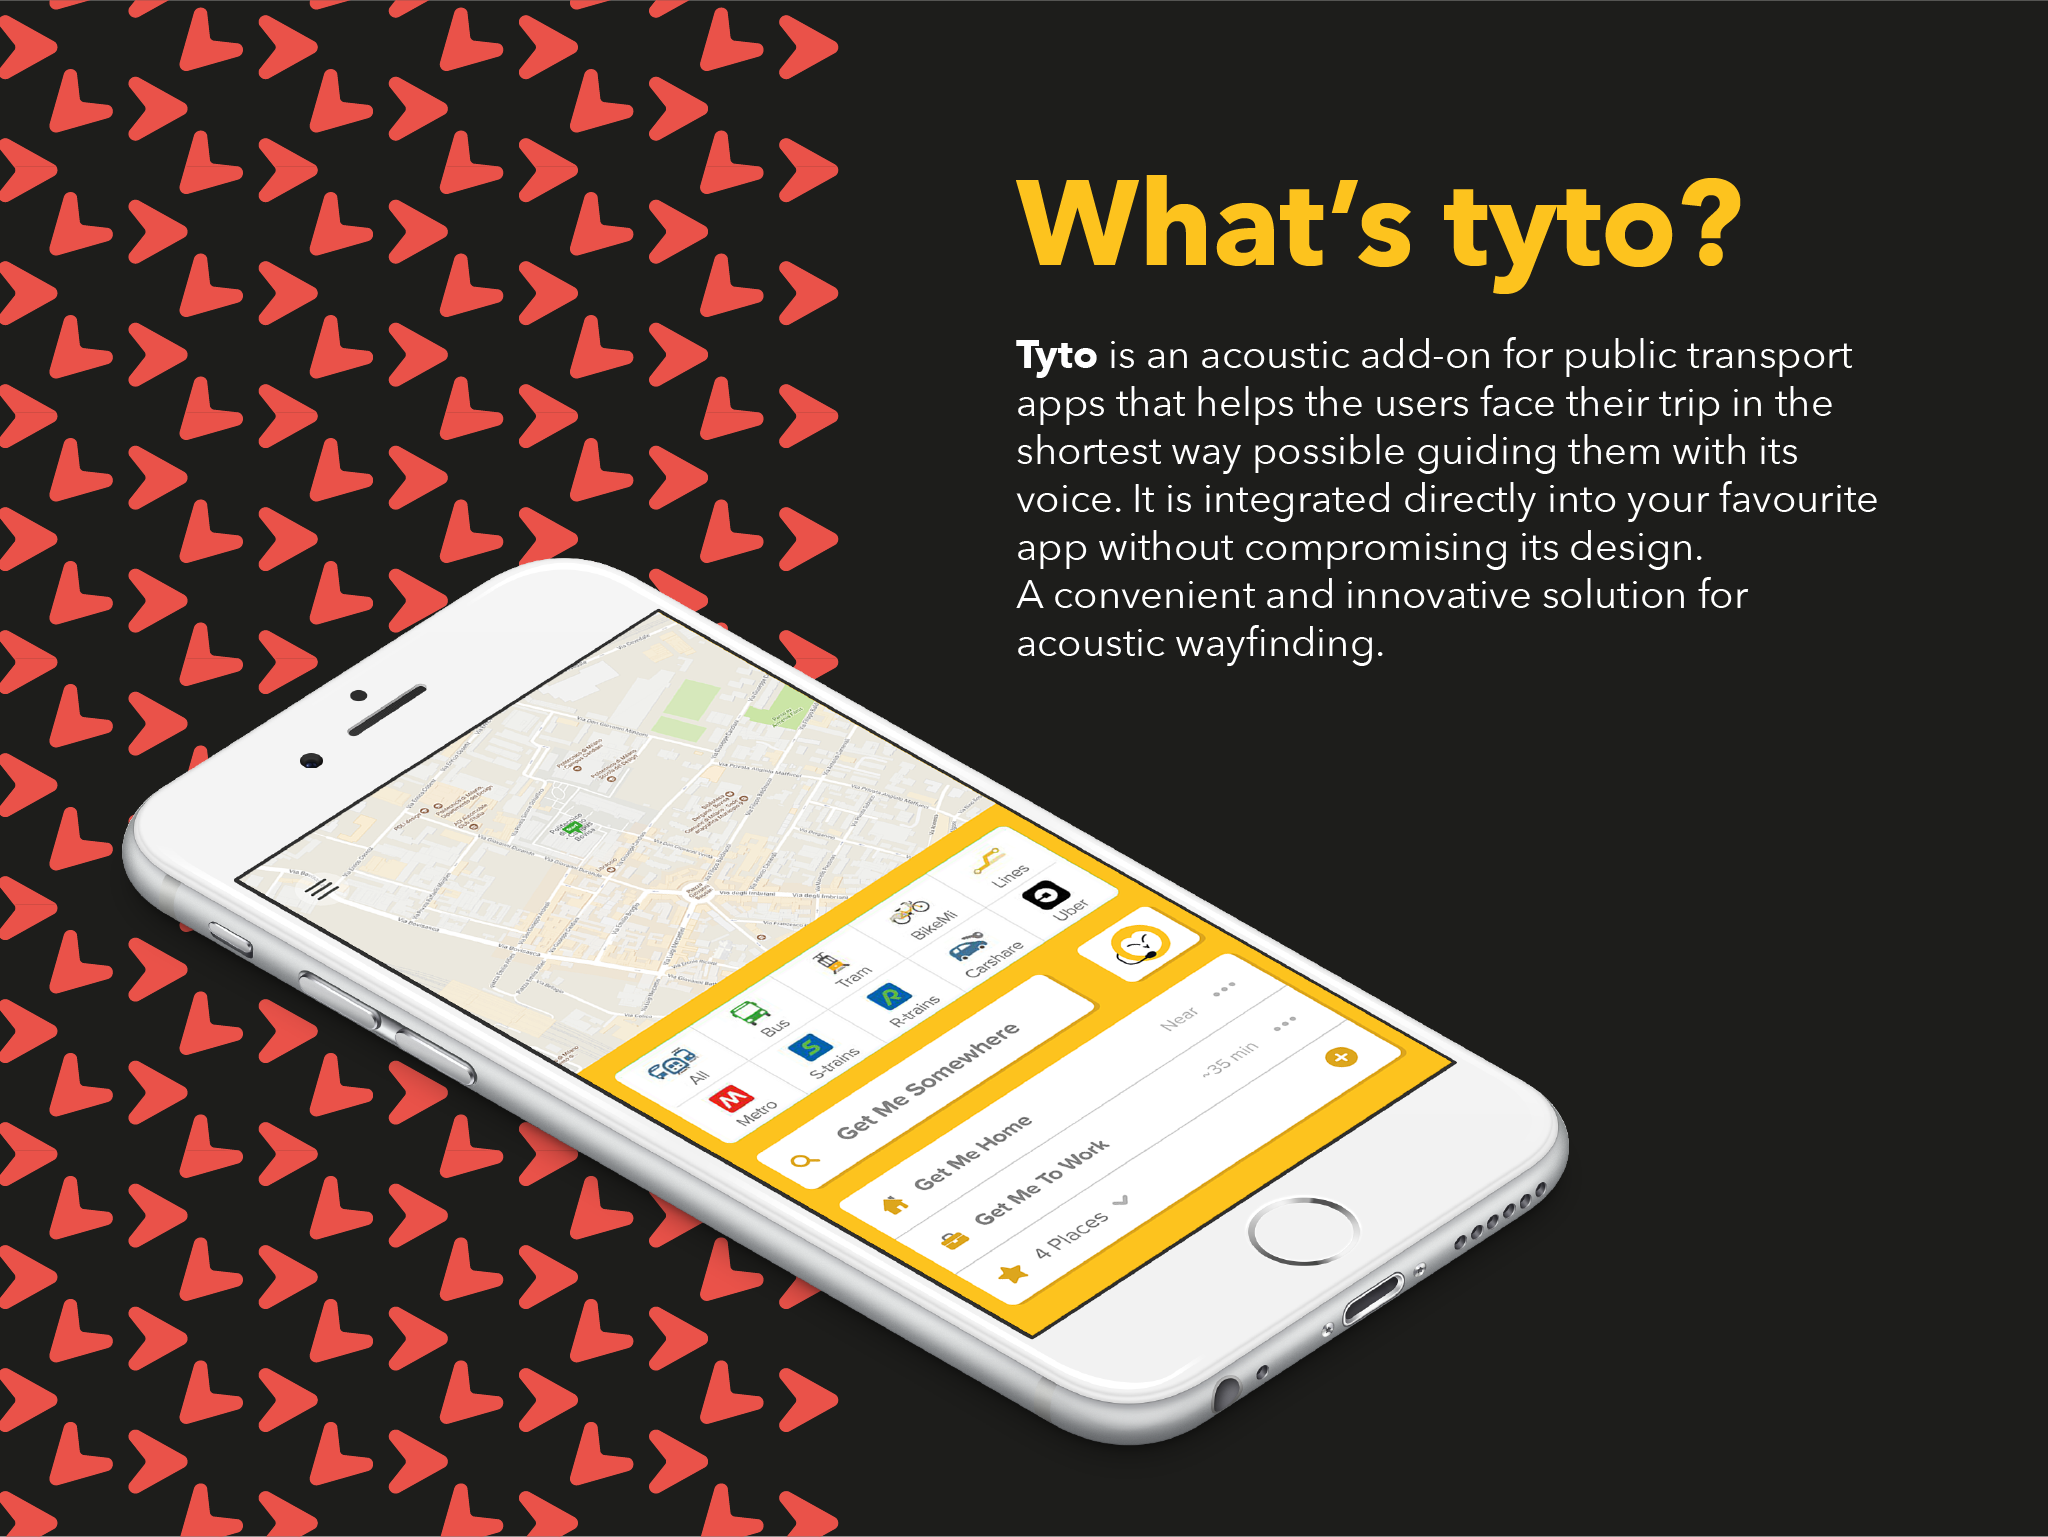 What's tyto?
Tyto is an acoustic add-on for public transport
apps that helps the users face their trip in the
shortest way possible guiding them with its
voice. It is integrated directly into your favourite
app without compromising its design.
A convenient and innovative solution for
acoustic wayfinding.
All
Bus
Tram
BikeMi
Lines
Metro
S-trains
R-trains
Carshare
Uber
Get Me Somewhere
Get Me Home
Near
Get Me To Work
~35 min
4 Places